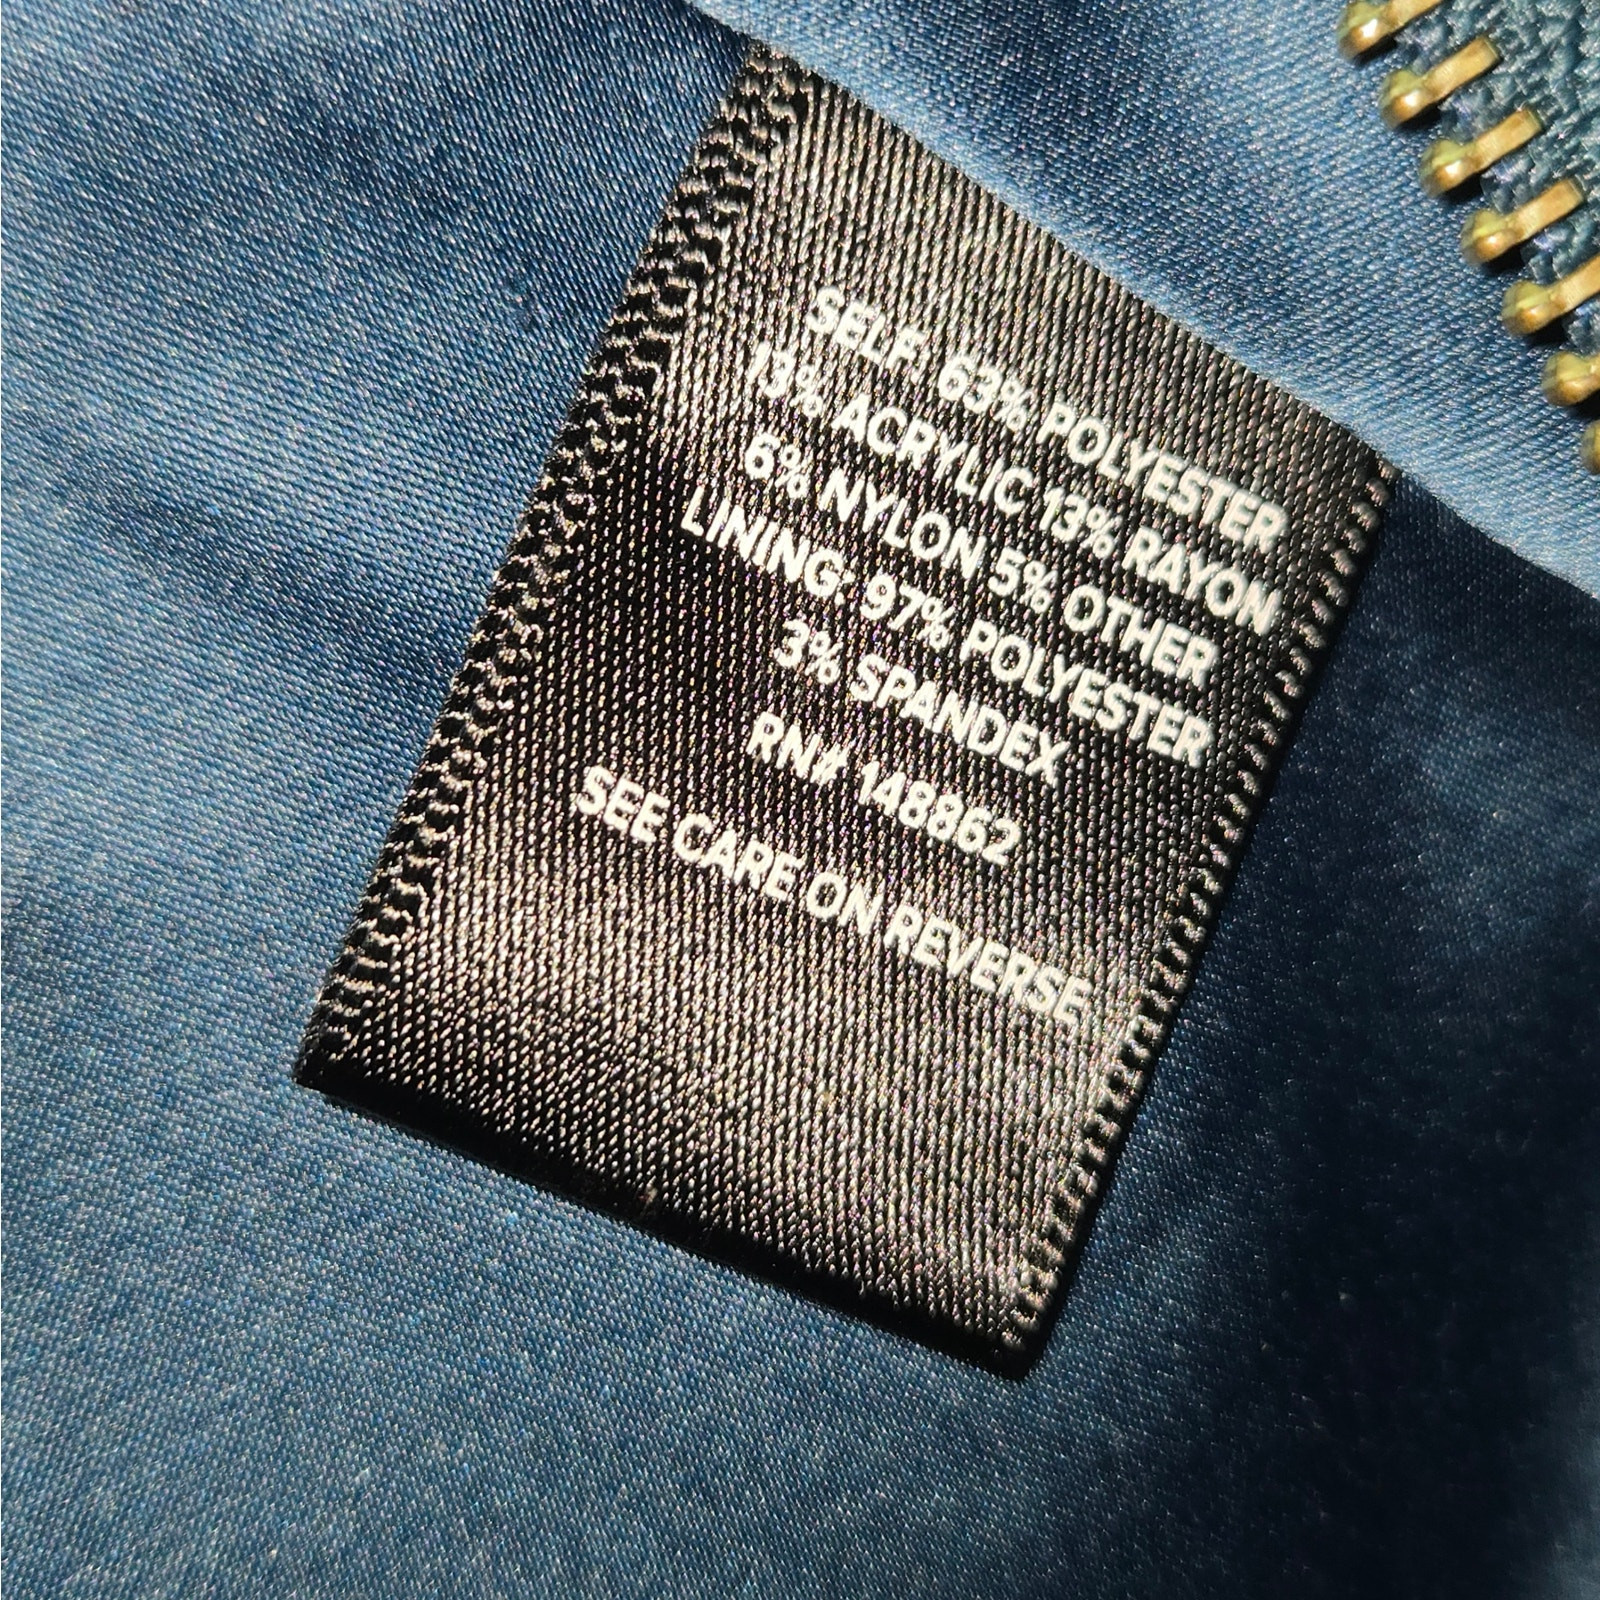 SELF: 63% POLYESTER
13% ACRYLIC 13% RAYON
6% NYLON 5% OTHER
LINING: 97% POLYESTER
3% SPANDEX
RN# 148862
SEE CARE ON REVERSE